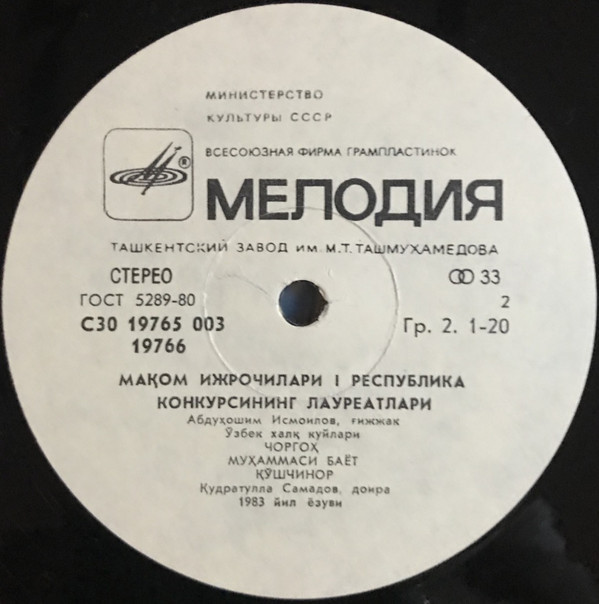 МИНИСТЕРСТВО
КУЛЬТУРЫ СССР
ВСЕСОЮЗНАЯ ФИРМА ГРАМПЛАСТИНОК
®
МЕЛОДИЯ
ТАШКЕНТСКИЙ ЗАВОД ИМ. М.Т. ТАШМУХАМЕДОВА
СТЕРЕО 33
ГОСТ 5289-80 2
С30 19765 003 Гр. 2. 1-20
19766
МАҚОМ ИЖРОЧИЛАРИ I РЕСПУБЛИКА
КОНКУРСИНИНГ ЛАУРЕАТЛАРИ
Абдуҳошим Исмоилов, ғижжак
Ўзбек халқ куйлари
ЧОРГОҲ
МУҲАММАСИ БАЁТ
ҚЎШЧИНОР
Қудратулла Самадов, доира
1983 йил ёзуви